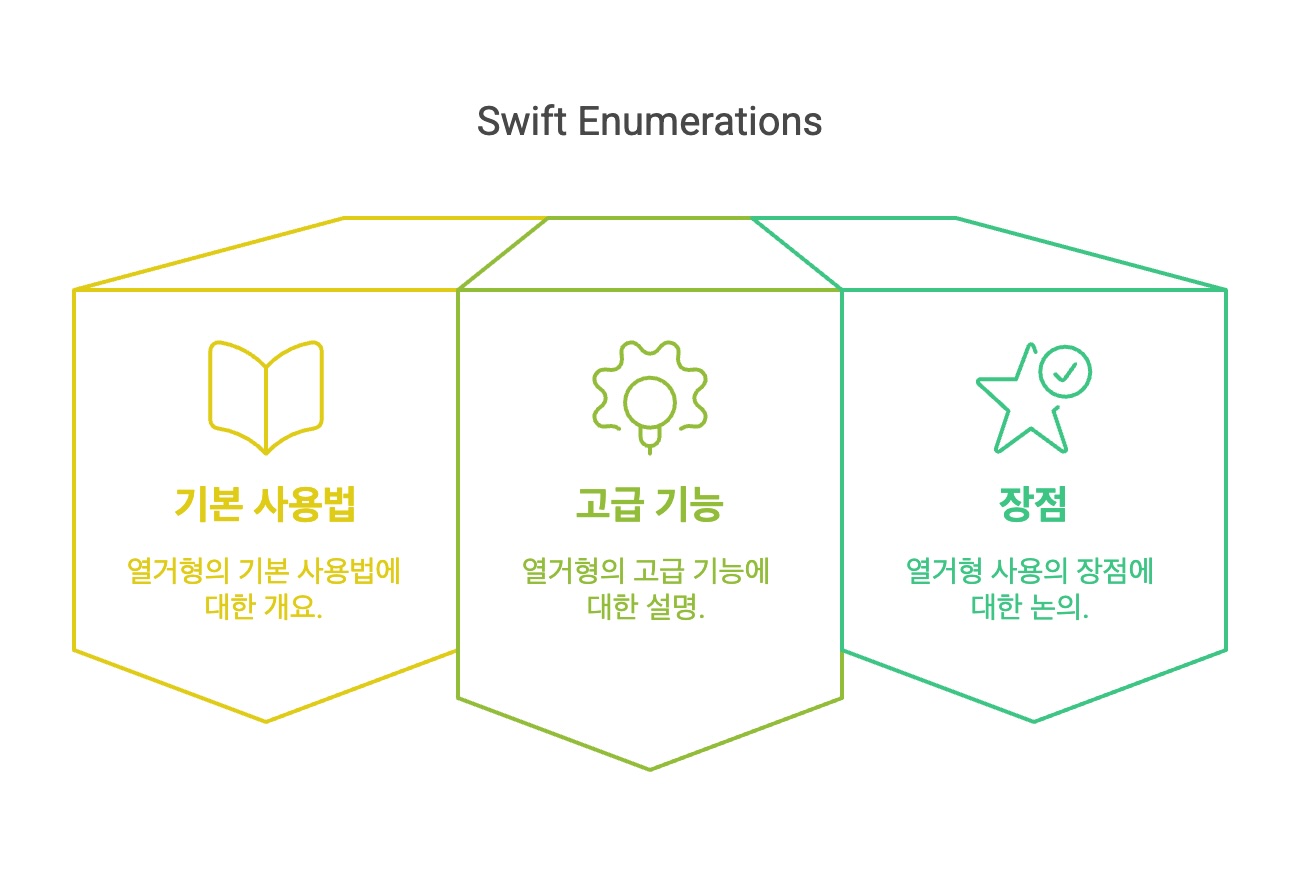 Swift Enumerations
기본 사용법
열거형의 기본 사용법에
대한 개요.
고급 기능
열거형의 고급 기능에
대한 설명.
장점
열거형 사용의 장점에
대한 논의.